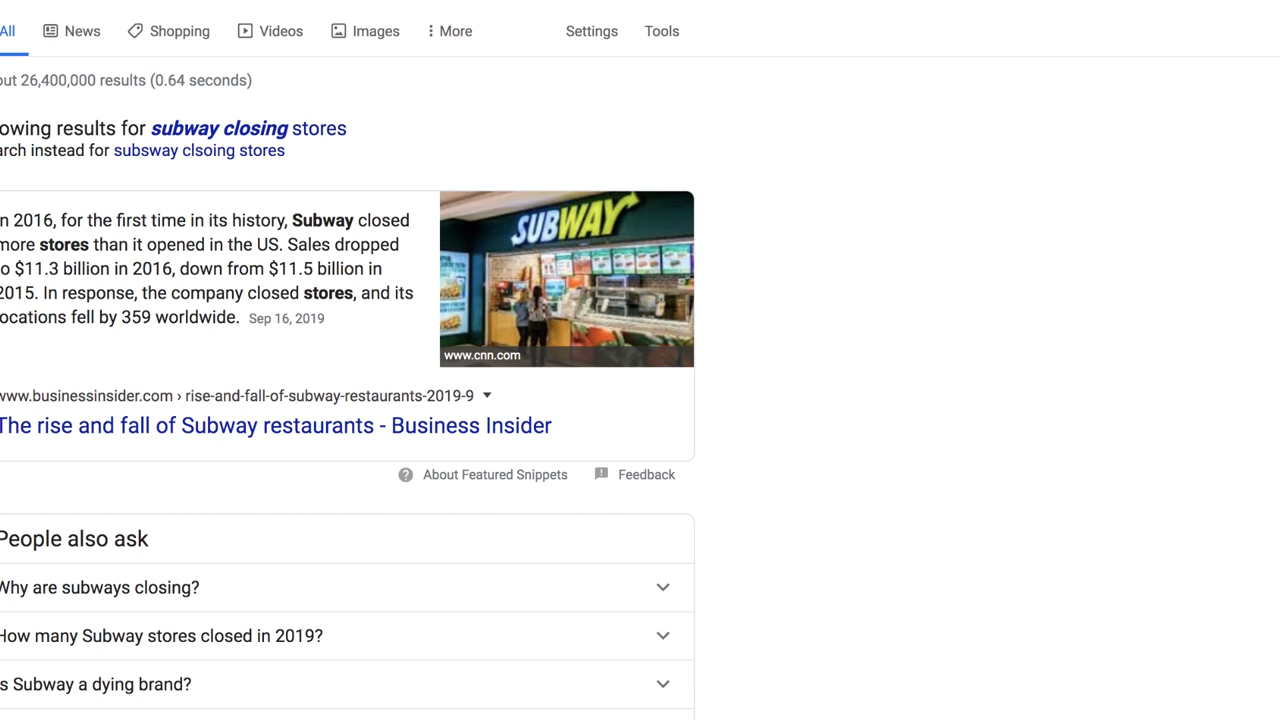 All News Shopping Videos Images More Settings Tools
out 26,400,000 results (0.64 seconds)
owing results for subway closing stores
arch instead for subsway clsoing stores
n 2016, for the first time in its history, Subway closed
more stores than it opened in the US. Sales dropped
o $11.3 billion in 2016, down from $11.5 billion in
2015. In response, the company closed stores, and its
ocations fell by 359 worldwide. Sep 16, 2019
SUBWAY
www.cnn.com
www.businessinsider.com › rise-and-fall-of-subway-restaurants-2019-9
The rise and fall of Subway restaurants - Business Insider
About Featured Snippets Feedback
People also ask
Why are subways closing?
How many Subway stores closed in 2019?
s Subway a dying brand?